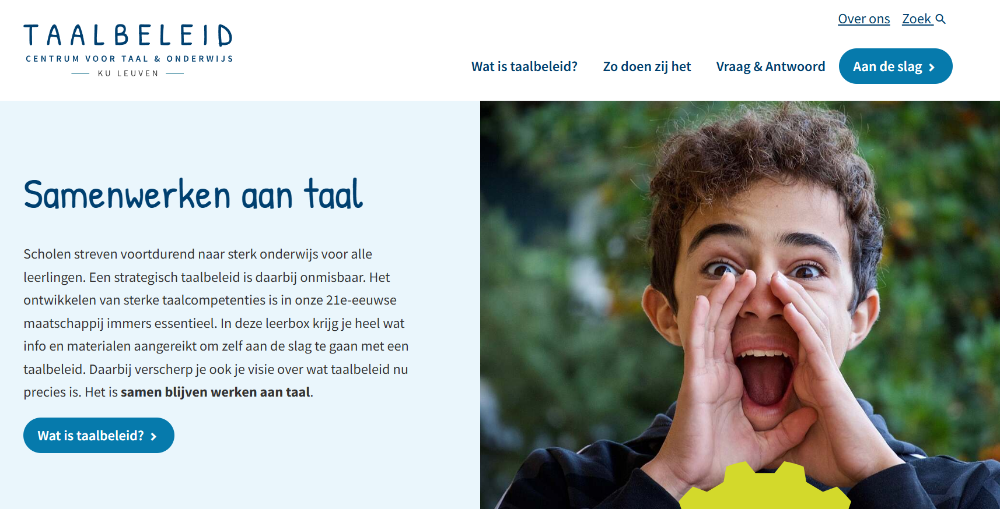 TAALBELEID
CENTRUM VOOR TAAL & ONDERWIJS
KU LEUVEN
Over ons
Zoek
Wat is taalbeleid?
Zo doen zij het
Vraag & Antwoord
Aan de slag
Samenwerken aan taal
Scholen streven voortdurend naar sterk onderwijs voor alle
leerlingen. Een strategisch taalbeleid is daarbij onmisbaar. Het
ontwikkelen van sterke taalcompetenties is in onze 21e-eeuwse
maatschappij immers essentieel. In deze leerbox krijg je heel wat
info en materialen aangereikt om zelf aan de slag te gaan met een
taalbeleid. Daarbij verscherp je ook je visie over wat taalbeleid nu
precies is. Het is samen blijven werken aan taal.
Wat is taalbeleid?